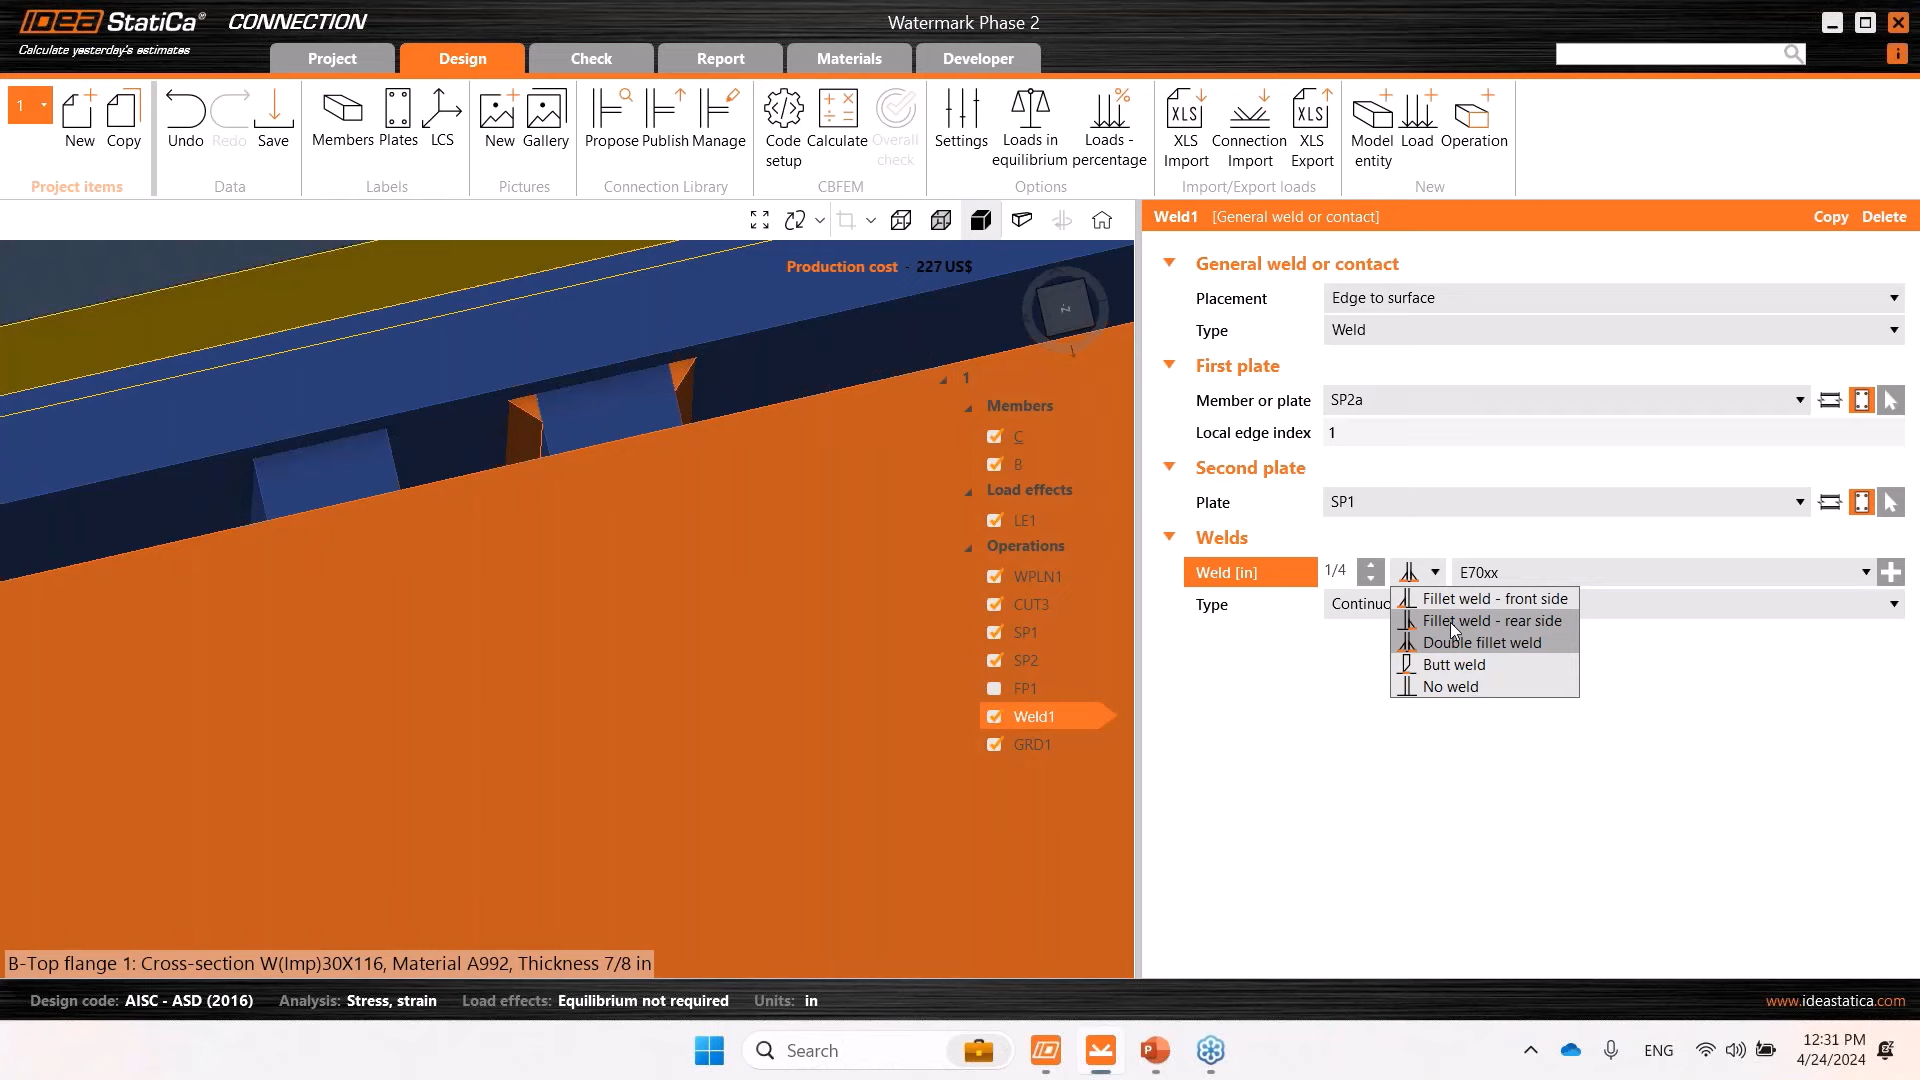 IDEA StatiCa® CONNECTION
Calculate yesterday's estimates
Watermark Phase 2
Project Design Check Report Materials Developer
1 New Copy Undo Redo Save Members Plates LCS New Gallery Propose Publish Manage Code setup Calculate Overall check Settings Loads in equilibrium Loads - percentage XLS Import Connection Import XLS Export Model entity Load Operation
Project items Data Labels Pictures Connection Library CBFEM Options Import/Export loads New
Production cost - 227 US$
1
Members
C
B
Load effects
LE1
Operations
WPLN1
CUT3
SP1
SP2
FP1
Weld1
GRD1
B-Top flange 1: Cross-section W(Imp)30X116, Material A992, Thickness 7/8 in
Weld1 [General weld or contact] Copy Delete
General weld or contact
Placement Edge to surface
Type Weld
First plate
Member or plate SP2a
Local edge index 1
Second plate
Plate SP1
Welds
Weld [in] 1/4 E70xx
Type Continuo
Fillet weld - front side
Fillet weld - rear side
Double fillet weld
Butt weld
No weld
Design code: AISC - ASD (2016) Analysis: Stress, strain Load effects: Equilibrium not required Units: in www.ideastatica.com
Search
ENG
12:31 PM
4/24/2024